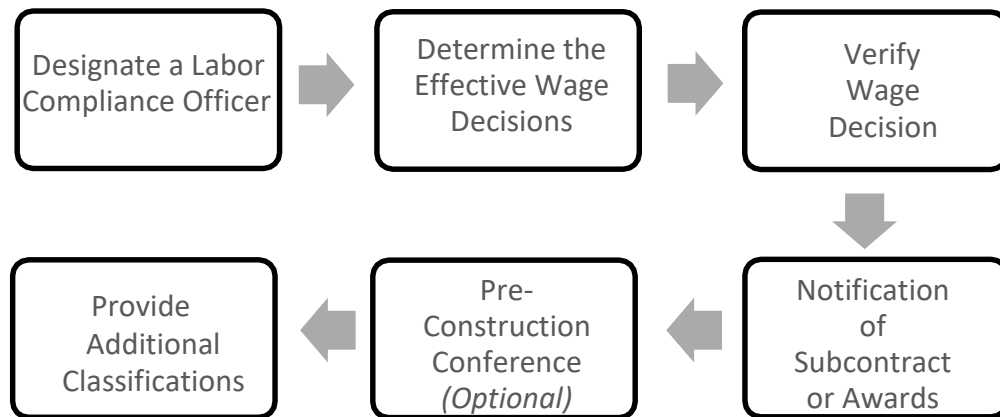 Designate a Labor
Compliance Officer
Determine the
Effective Wage
Decisions
Verify
Wage
Decision
Notification
of
Subcontract
or Awards
Pre-
Construction
Conference
(Optional)
Provide
Additional
Classifications